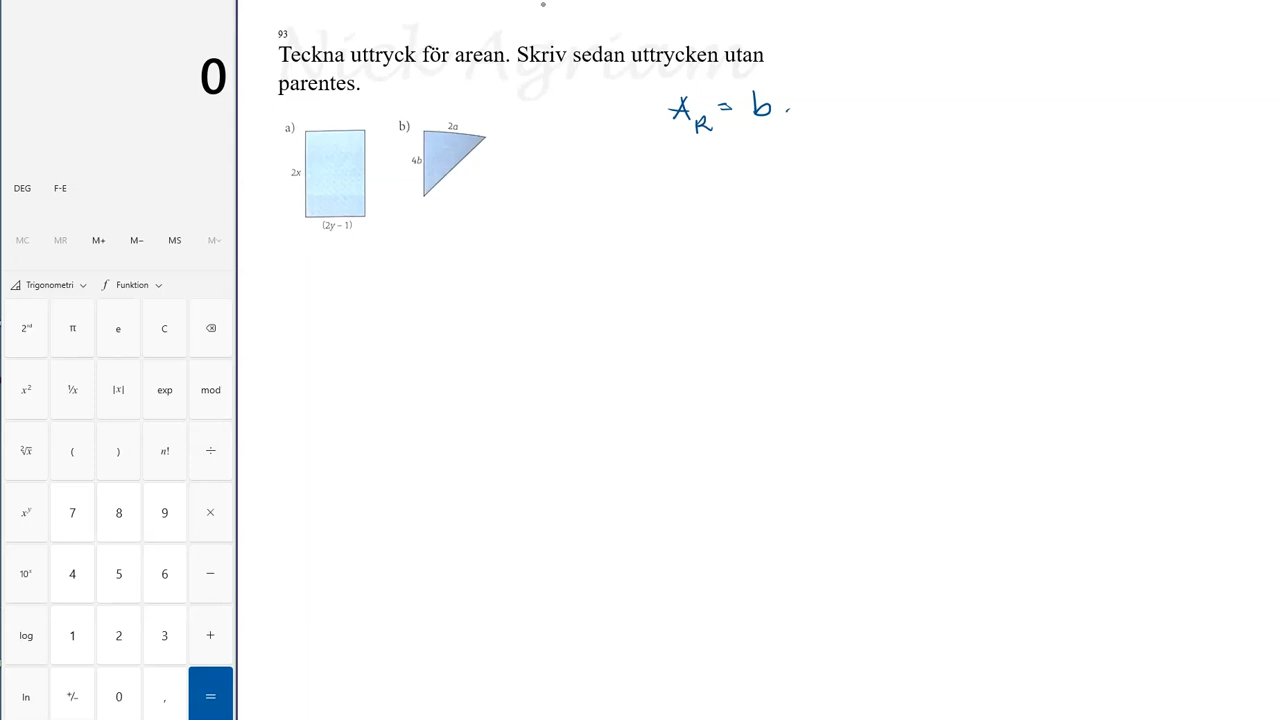 0
DEG F-E
MC MR M+ M− MS M
Trigonometri f Funktion
2ⁿᵈ π e C
x² ¹/x |x| exp mod
²√x ( ) n! ÷
xʸ 7 8 9 ×
10ˣ 4 5 6 −
log 1 2 3 +
ln +/− 0 , =
Nick Agrium
93
Teckna uttryck för arean. Skriv sedan uttrycken utan
parentes.
A_R = b ·
a)
2x
(2y − 1)
b)
2a
4b